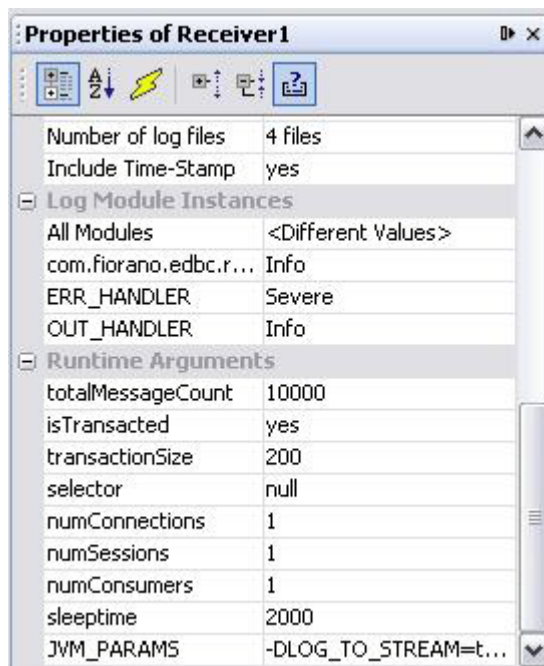 Properties of Receiver1
Number of log files 4 files
Include Time-Stamp yes
Log Module Instances
All Modules <Different Values>
com.fiorano.edbc.r... Info
ERR_HANDLER Severe
OUT_HANDLER Info
Runtime Arguments
totalMessageCount 10000
isTransacted yes
transactionSize 200
selector null
numConnections 1
numSessions 1
numConsumers 1
sleeptime 2000
JVM_PARAMS -DLOG_TO_STREAM=t...